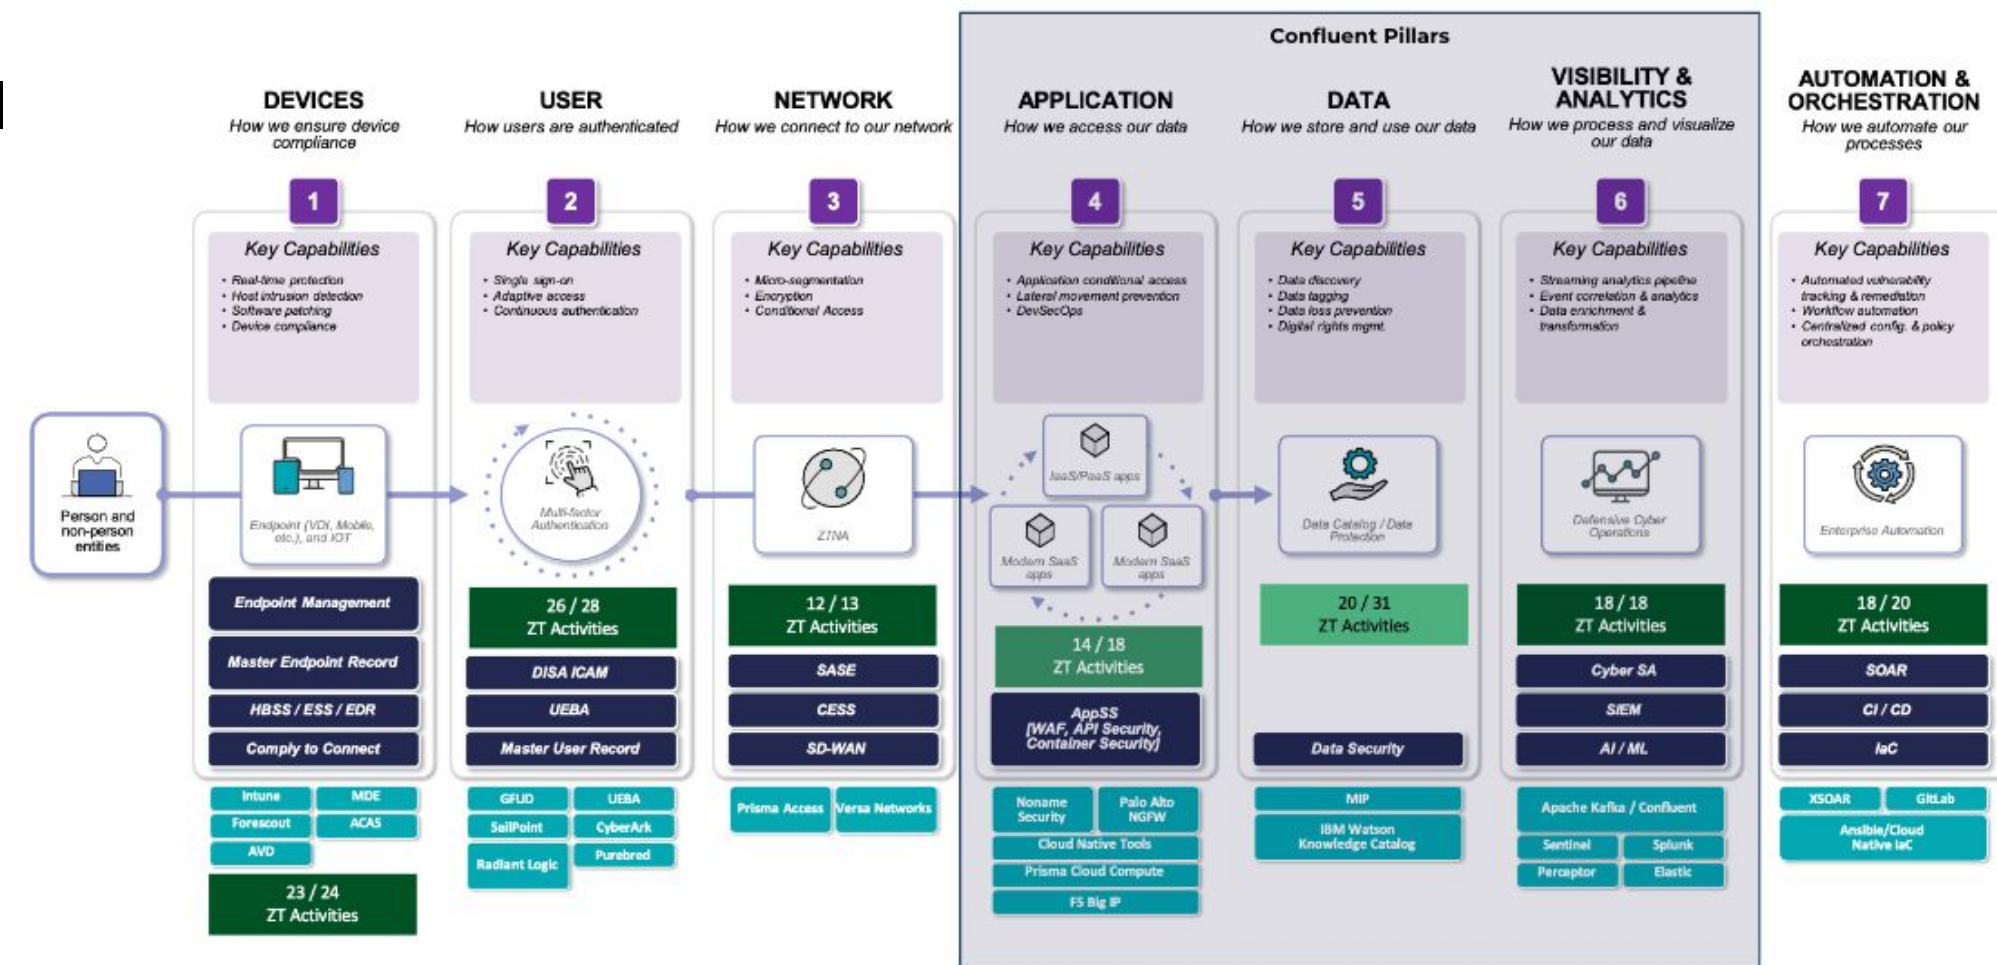 Confluent Pillars
DEVICES
How we ensure device
compliance
1
Key Capabilities
• Real-time protection
• Host intrusion detection
• Software patching
• Device compliance
USER
How users are authenticated
2
Key Capabilities
• Single sign-on
• Adaptive access
• Continuous authentication
NETWORK
How we connect to our network
3
Key Capabilities
• Micro-segmentation
• Encryption
• Conditional Access
APPLICATION
How we access our data
4
Key Capabilities
• Application conditional access
• Lateral movement prevention
• DevSecOps
DATA
How we store and use our data
5
Key Capabilities
• Data discovery
• Data tagging
• Data loss prevention
• Digital rights mgmt.
VISIBILITY &
ANALYTICS
How we process and visualize
our data
6
Key Capabilities
• Streaming analytics pipeline
• Event correlation & analytics
• Data enrichment &
transformation
AUTOMATION &
ORCHESTRATION
How we automate our
processes
7
Key Capabilities
• Automated vulnerability
tracking & remediation
• Workflow automation
• Centralized config. & policy
orchestration
Person and
non-person
entities
Endpoint (VDI, Mobile,
etc.), and IOT
Endpoint Management
Master Endpoint Record
HBSS / ESS / EDR
Comply to Connect
Intune
MDE
Forescout
ACAS
AVD
23 / 24
ZT Activities
Multi-factor
Authentication
26 / 28
ZT Activities
DISA ICAM
UEBA
Master User Record
GFUD
UEBA
SailPoint
CyberArk
Radiant Logic
Purebred
ZTNA
12 / 13
ZT Activities
SASE
CESS
SD-WAN
Prisma Access
Versa Networks
IaaS/PaaS apps
Modern SaaS
apps
Modern SaaS
apps
14 / 18
ZT Activities
AppSS
[WAF, API Security,
Container Security]
Noname
Security
Palo Alto
NGFW
Cloud Native Tools
Prisma Cloud Compute
F5 Big IP
Data Catalog / Data
Protection
20 / 31
ZT Activities
Data Security
MIP
IBM Watson
Knowledge Catalog
Defensive Cyber
Operations
18 / 18
ZT Activities
Cyber SA
SIEM
AI / ML
Apache Kafka / Confluent
Sentinel
Splunk
Perceptor
Elastic
Enterprise Automation
18 / 20
ZT Activities
SOAR
CI / CD
IaC
XSOAR
GitLab
Ansible/Cloud
Native IaC